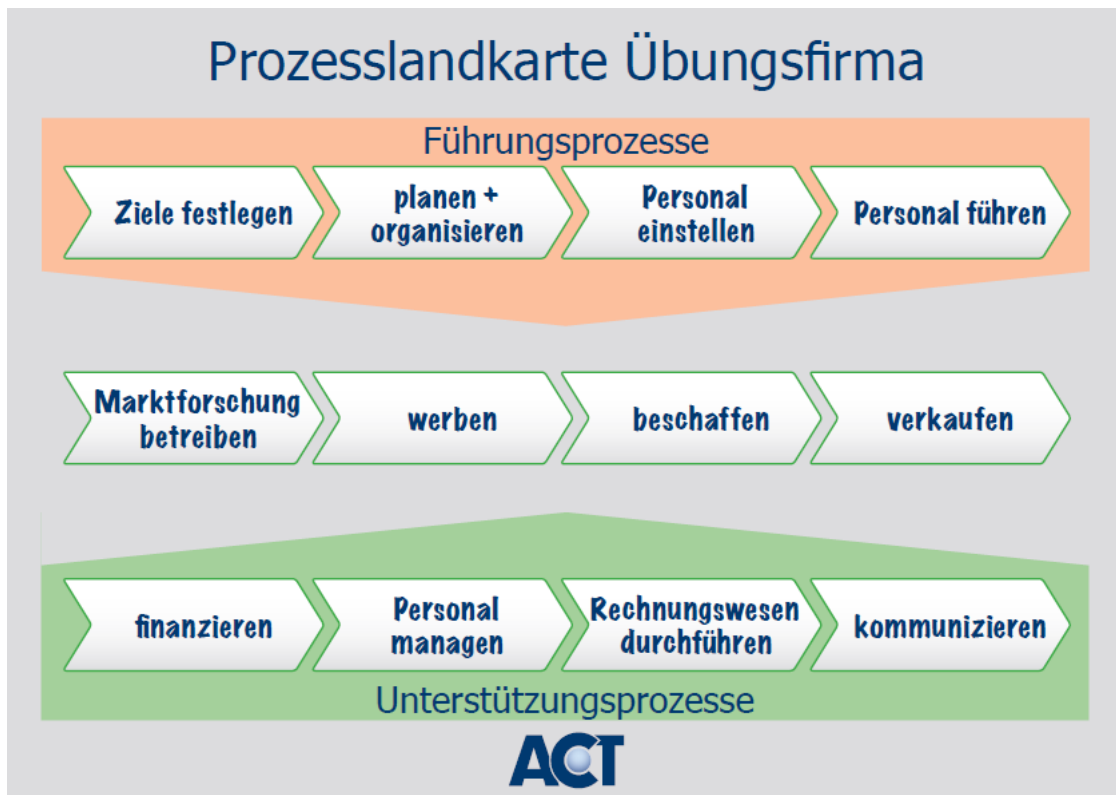 Prozesslandkarte Übungsfirma
Führungsprozesse
Ziele festlegen
planen +
organisieren
Personal
einstellen
Personal führen
Marktforschung
betreiben
werben
beschaffen
verkaufen
finanzieren
Personal
managen
Rechnungswesen
durchführen
kommunizieren
Unterstützungsprozesse
ACT